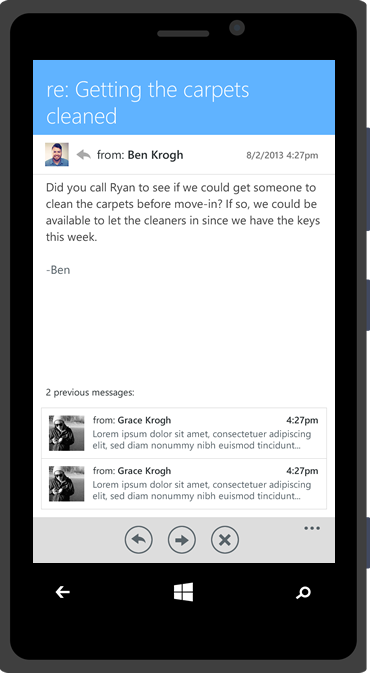 re: Getting the carpets
cleaned
from: Ben Krogh
8/2/2013 4:27pm
Did you call Ryan to see if we could get someone to
clean the carpets before move-in? If so, we could be
available to let the cleaners in since we have the keys
this week.
-Ben
2 previous messages:
from: Grace Krogh 4:27pm
Lorem ipsum dolor sit amet, consectetuer adipiscing
elit, sed diam nonummy nibh euismod tincidunt...
from: Grace Krogh 4:27pm
Lorem ipsum dolor sit amet, consectetuer adipiscing
elit, sed diam nonummy nibh euismod tincidunt...